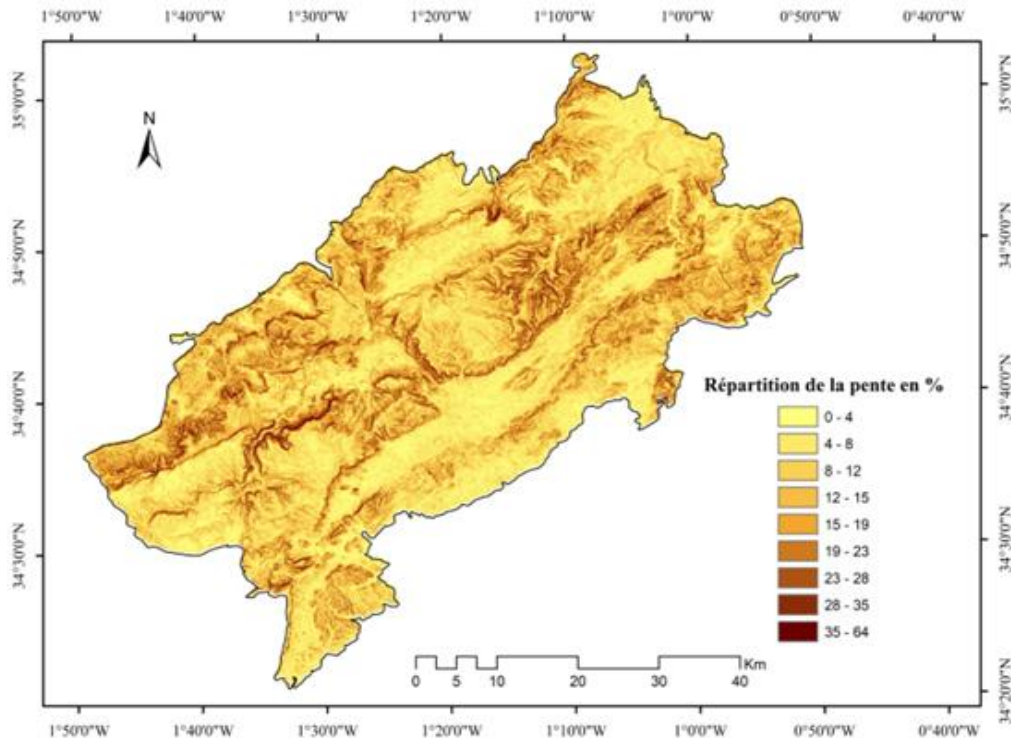 1°50'0"W 1°40'0"W 1°30'0"W 1°20'0"W 1°10'0"W 1°0'0"W 0°50'0"W 0°40'0"W
35°0'0"N
34°50'0"N
34°40'0"N
34°30'0"N
N
35°0'0"N
34°50'0"N
34°40'0"N
34°30'0"N
34°20'0"N
Répartition de la pente en %
0 - 4
4 - 8
8 - 12
12 - 15
15 - 19
19 - 23
23 - 28
28 - 35
35 - 64
Km
0 5 10 20 30 40
1°50'0"W 1°40'0"W 1°30'0"W 1°20'0"W 1°10'0"W 1°0'0"W 0°50'0"W 0°40'0"W